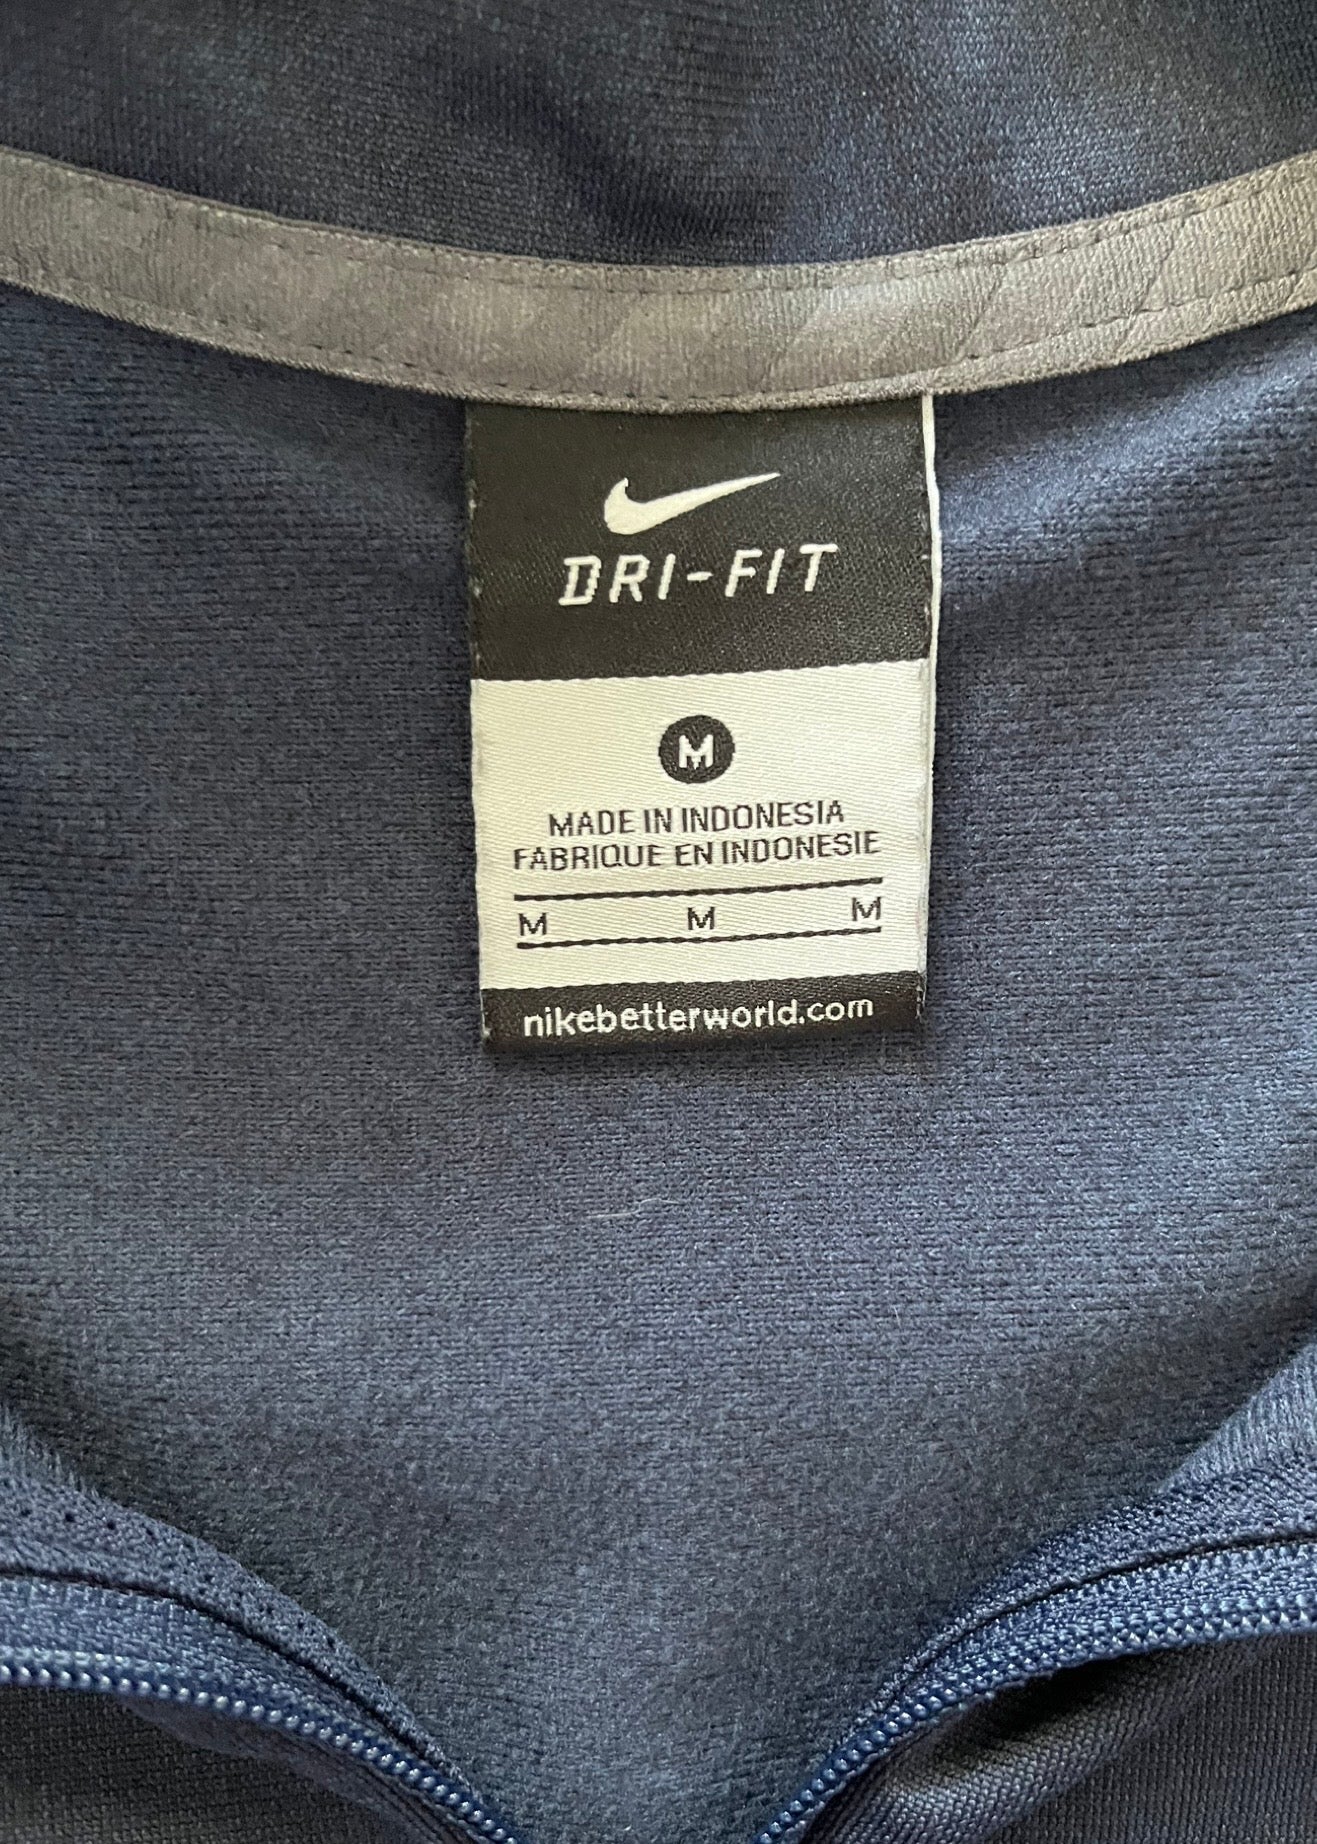 DRI-FIT
M
MADE IN INDONESIA
FABRIQUE EN INDONESIE
M M M
nikebetterworld.com